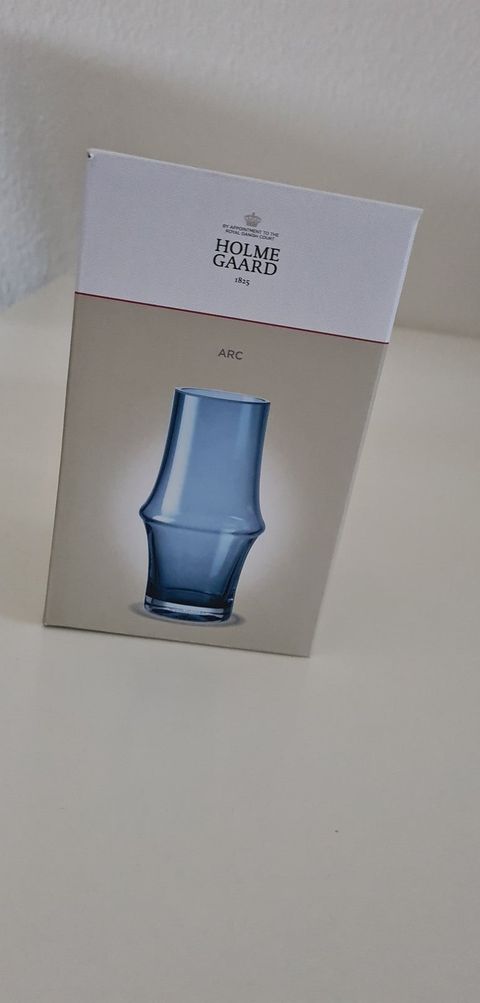 BY APPOINTMENT TO THE
ROYAL DANISH COURT
HOLME
GAARD
1825
ARC